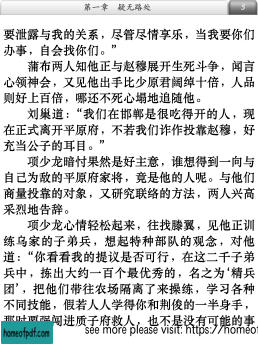 第一章 疑无路处 3
要泄露与我的关系，尽管尽情享乐，当我要你们
办事，自会找你们。”
蒲布两人知他正与赵穆展开生死斗争，闻言
心领神会，又见他出手比少原君阔绰十倍，人品
则好上百倍，哪还不死心塌地追随他。
刘巢道：“我们在邯郸是很吃得开的人，现
在正式离开平原府，不若我们诈作投靠赵穆，好
充当公子的耳目。”
项少龙暗忖果然是好主意，谁想得到一向与
自己为敌的平原府家将，竟是他的人呢。与他们
商量投靠的对象，又研究联络的方法，两人兴高
采烈地告辞。
项少龙心情轻松起来，往找滕翼，见他正训
练乌家的子弟兵，想起特种部队的观念，对他
道：“你看看我的提议是否可行，在这二千子弟
兵中，拣出大约一百个最优秀的，名之为‘精兵
团’，把他们带往农场隔离了来操练，学习各种
不同技能，假若人人学得你和荆俊的一半身手，
那时要强闯进质子府救人，也不是没有可能的事
homeofpdf.com
see more please visit: https://homeof